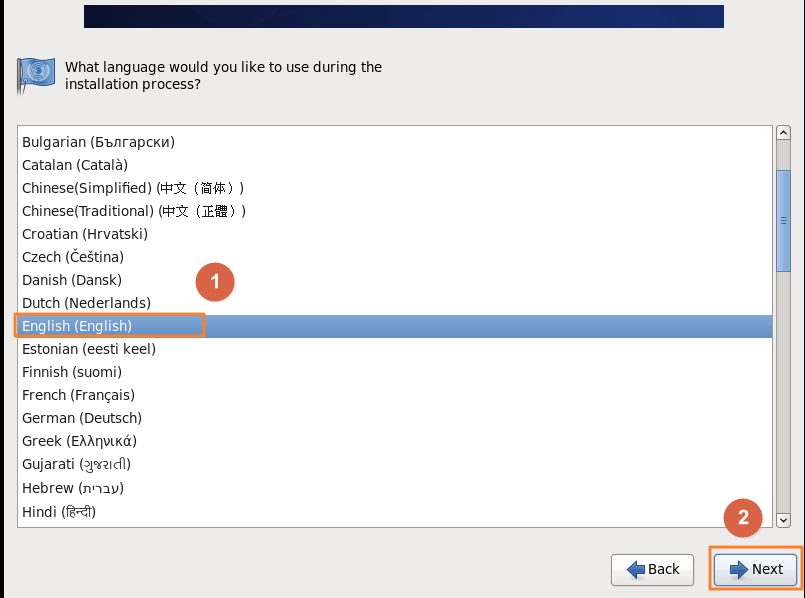 What language would you like to use during the
installation process?
Bulgarian (Български)
Catalan (Català)
Chinese(Simplified) (中文（简体）)
Chinese(Traditional) (中文（正體）)
Croatian (Hrvatski)
Czech (Čeština)
Danish (Dansk)
1
Dutch (Nederlands)
English (English)
Estonian (eesti keel)
Finnish (suomi)
French (Français)
German (Deutsch)
Greek (Ελληνικά)
Gujarati (ગુજરાતી)
Hebrew (עברית)
Hindi (हिन्दी)
2
Back
Next